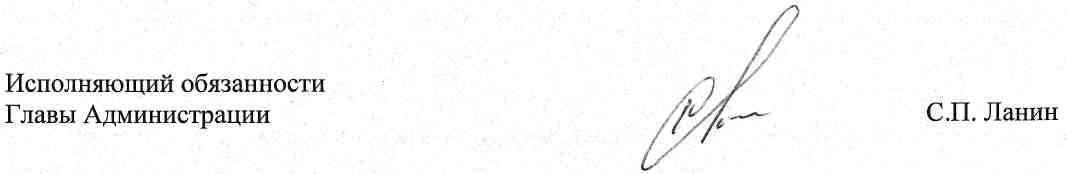 Исполняющий обязанности
Главы Администрации
С.П. Ланин